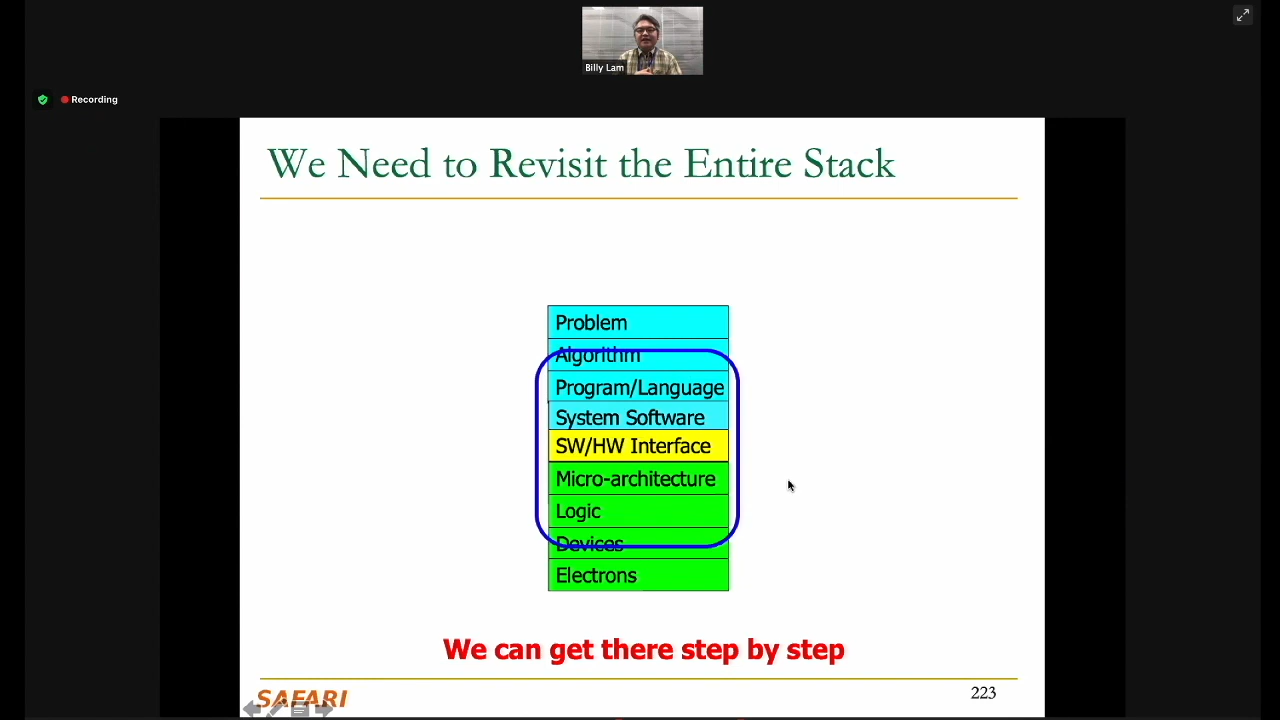 Billy Lam
Recording
We Need to Revisit the Entire Stack
Problem
Algorithm
Program/Language
System Software
SW/HW Interface
Micro-architecture
Logic
Devices
Electrons
We can get there step by step
SAFARI
223